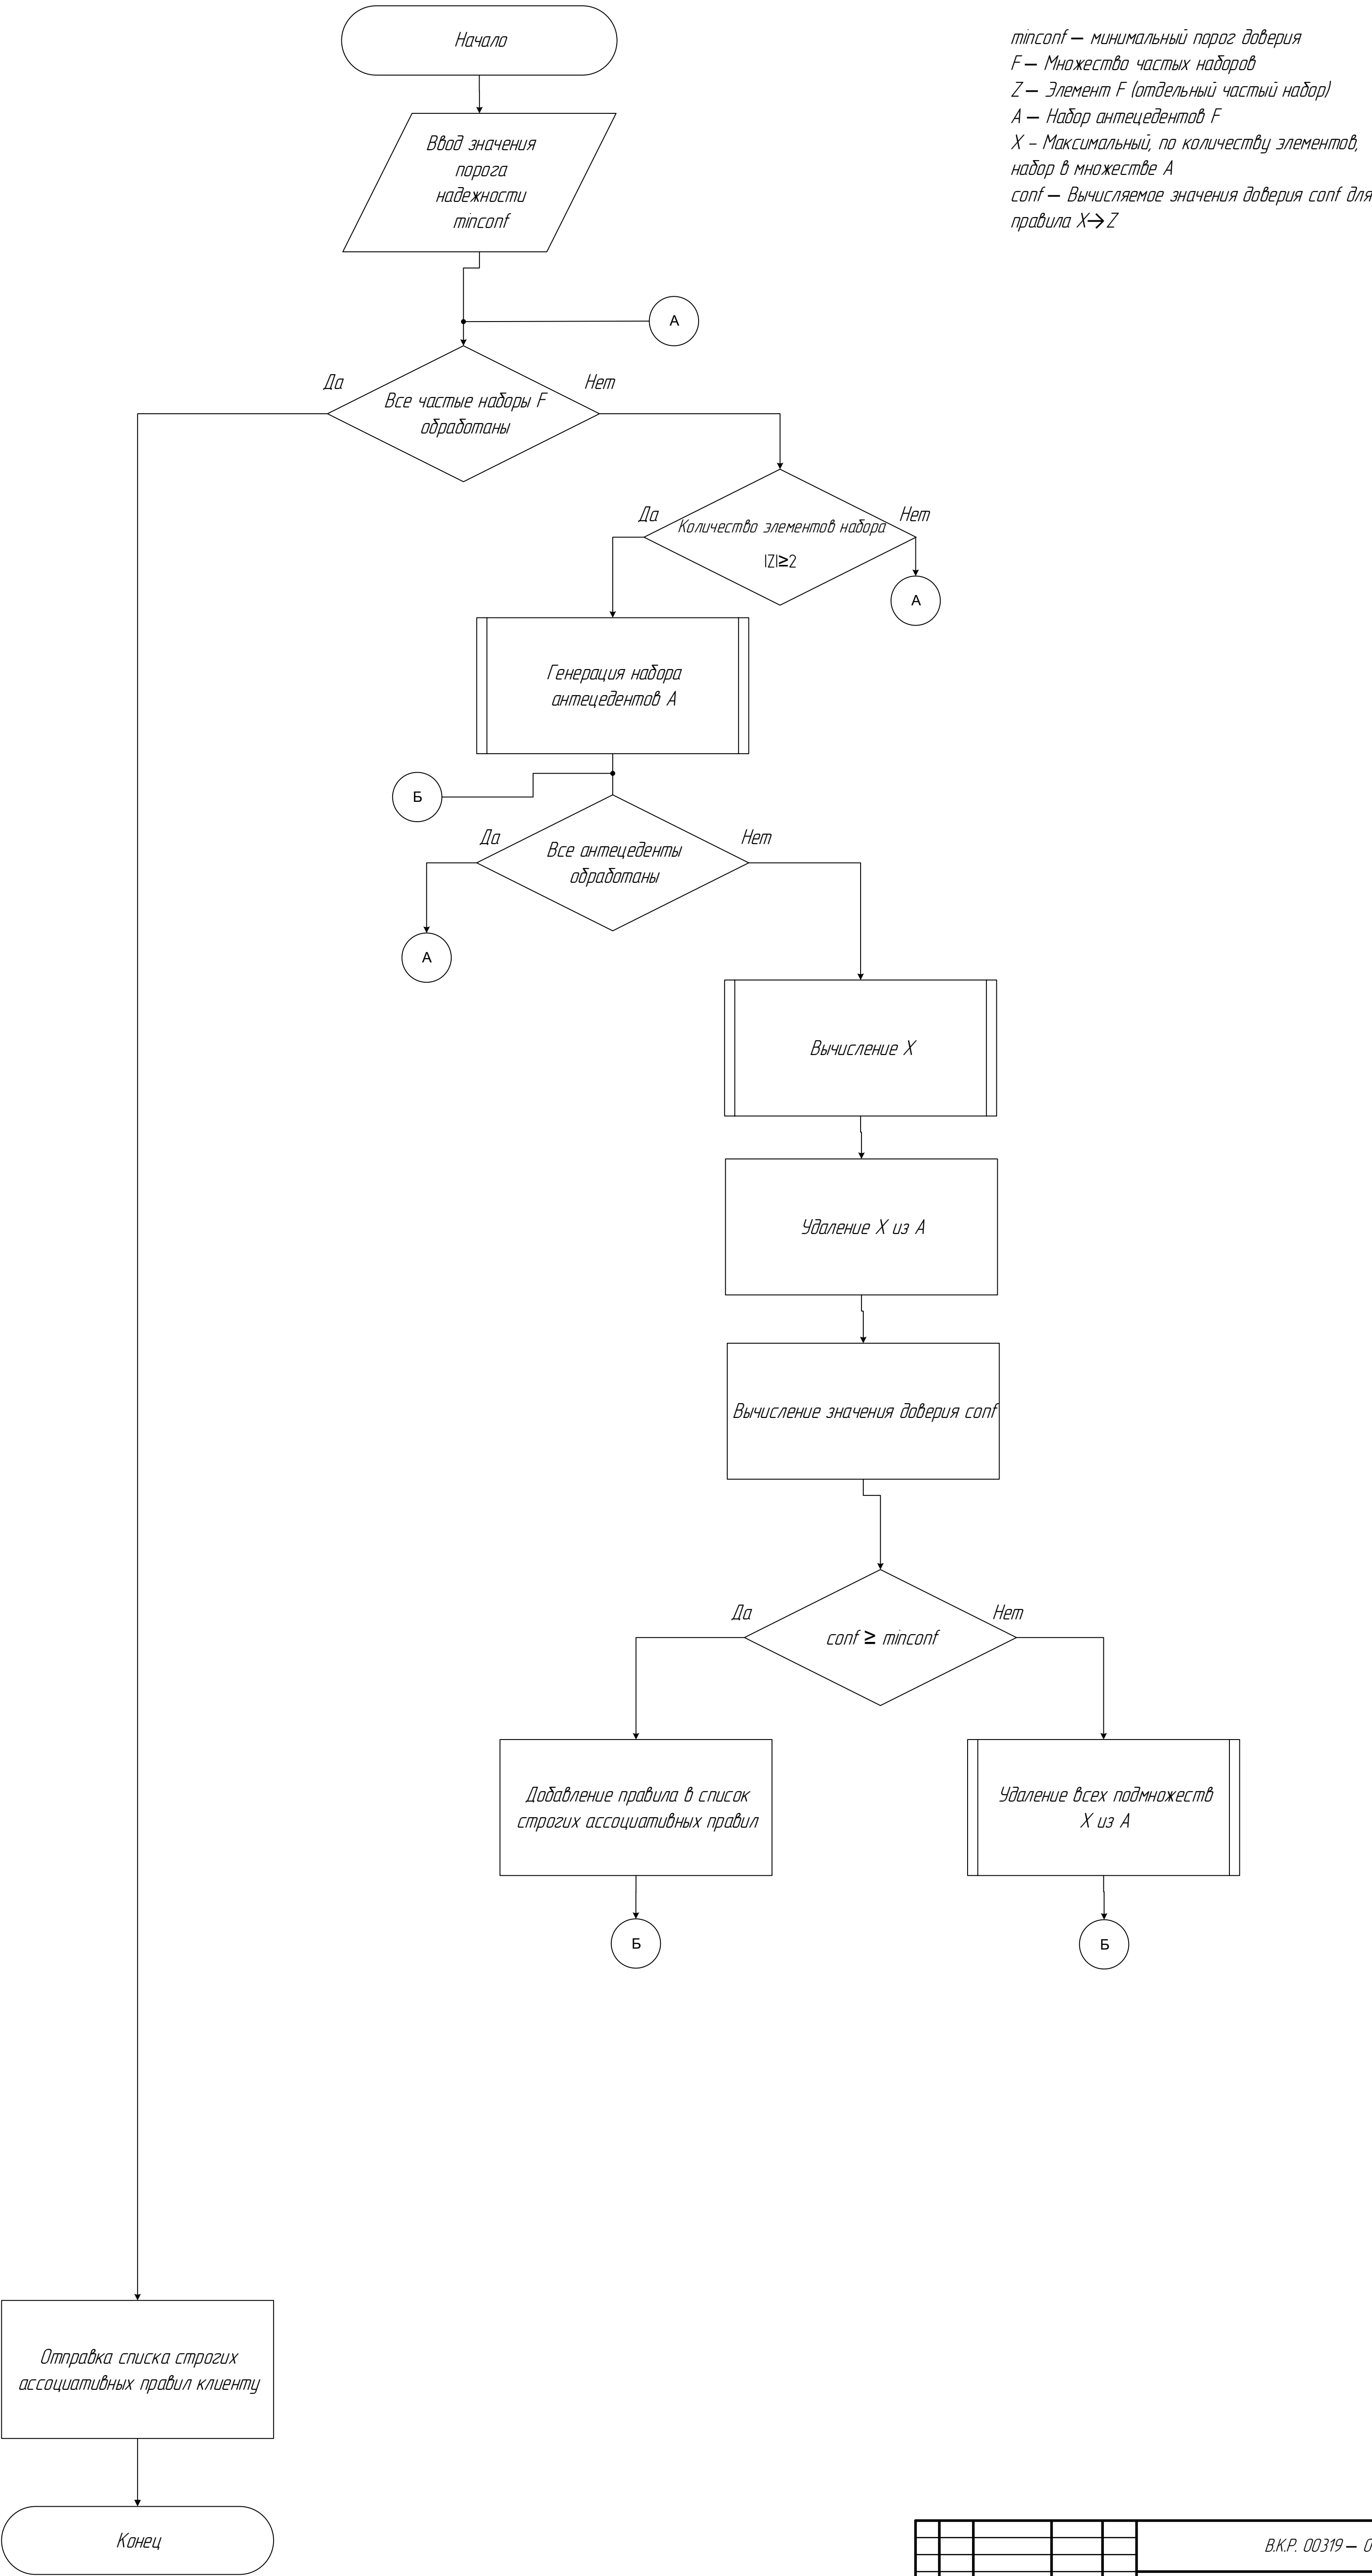 Начало
minconf — минимальный порог доверия
F — Множество частых наборов
Z — Элемент F (отдельный частый набор)
A — Набор антецедентов F
X - Максимальный, по количеству элементов,
набор в множестве A
conf — Вычисляемое значения доверия conf для
правила X→Z
Ввод значения
порога
надежности
minconf
А
Да
Нет
Все частые наборы F
обработаны
Да
Нет
Количество элементов набора
|Z|≥2
А
Генерация набора
антецедентов А
Б
Да
Нет
Все антецеденты
обработаны
А
Вычисление X
Удаление X из А
Вычисление значения доверия conf
Да
Нет
conf ≥ minconf
Добавление правила в список
строгих ассоциативных правил
Удаление всех подмножеств
X из А
Б
Б
Отправка списка строгих
ассоциативных правил клиенту
Конец
В.К.Р. 00319 —